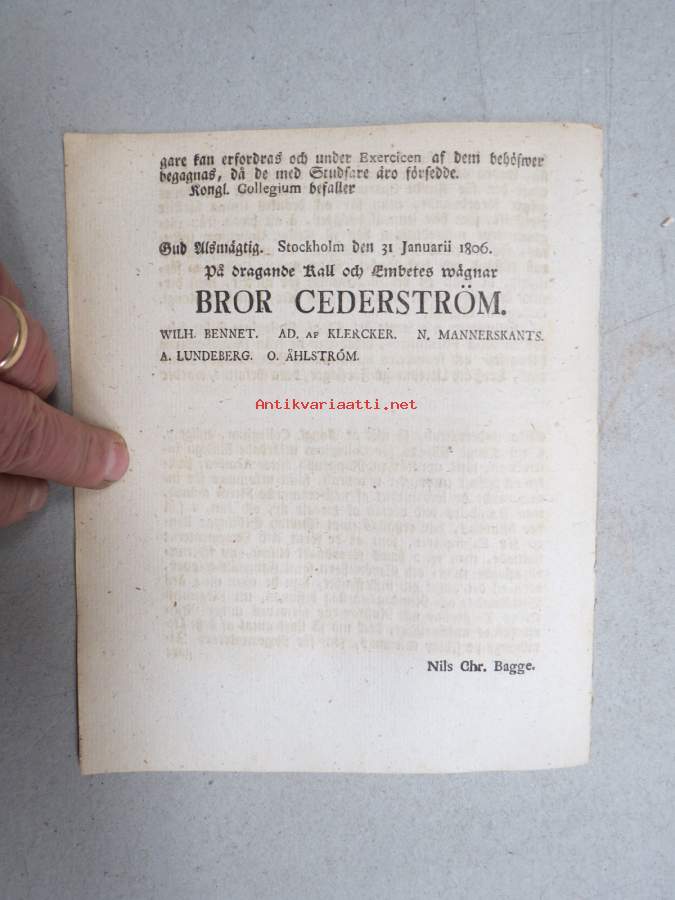 gare kan erfordras och under Exercicen af dem behöfwer
begagnas, då de med Studsare äro försedde.
Kongl. Collegium befaller
Gud Alsmägtig. Stockholm den 31 Januarii 1806.
På dragande Kall och Embetes wägnar
BROR CEDERSTRÖM.
WILH. BENNET. AD. AF KLERCKER. N. MANNERSKANTS.
A. LUNDEBERG. O. ÅHLSTRÖM.
Antikvariaatti.net
Nils Chr. Bagge.